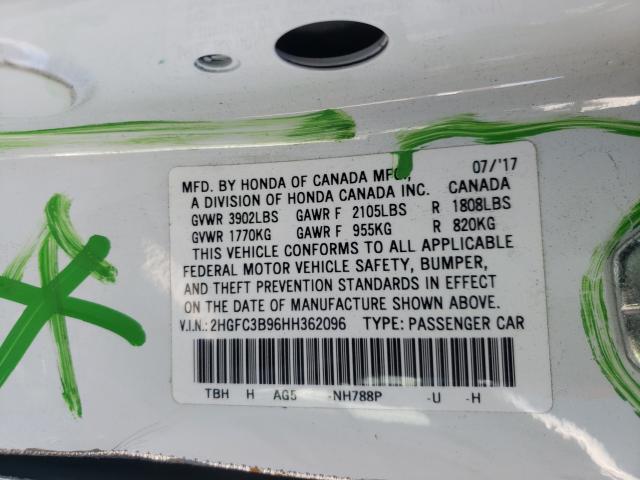 07/'17
MFD. BY HONDA OF CANADA MFG., CANADA
A DIVISION OF HONDA CANADA INC.
GVWR 3902LBS GAWR F 2105LBS R 1808LBS
GVWR 1770KG GAWR F 955KG R 820KG
THIS VEHICLE CONFORMS TO ALL APPLICABLE
FEDERAL MOTOR VEHICLE SAFETY, BUMPER,
AND THEFT PREVENTION STANDARDS IN EFFECT
ON THE DATE OF MANUFACTURE SHOWN ABOVE.
V.I.N.: 2HGFC3B96HH362096 TYPE: PASSENGER CAR
TBH H AG5 -NH788P -U -H